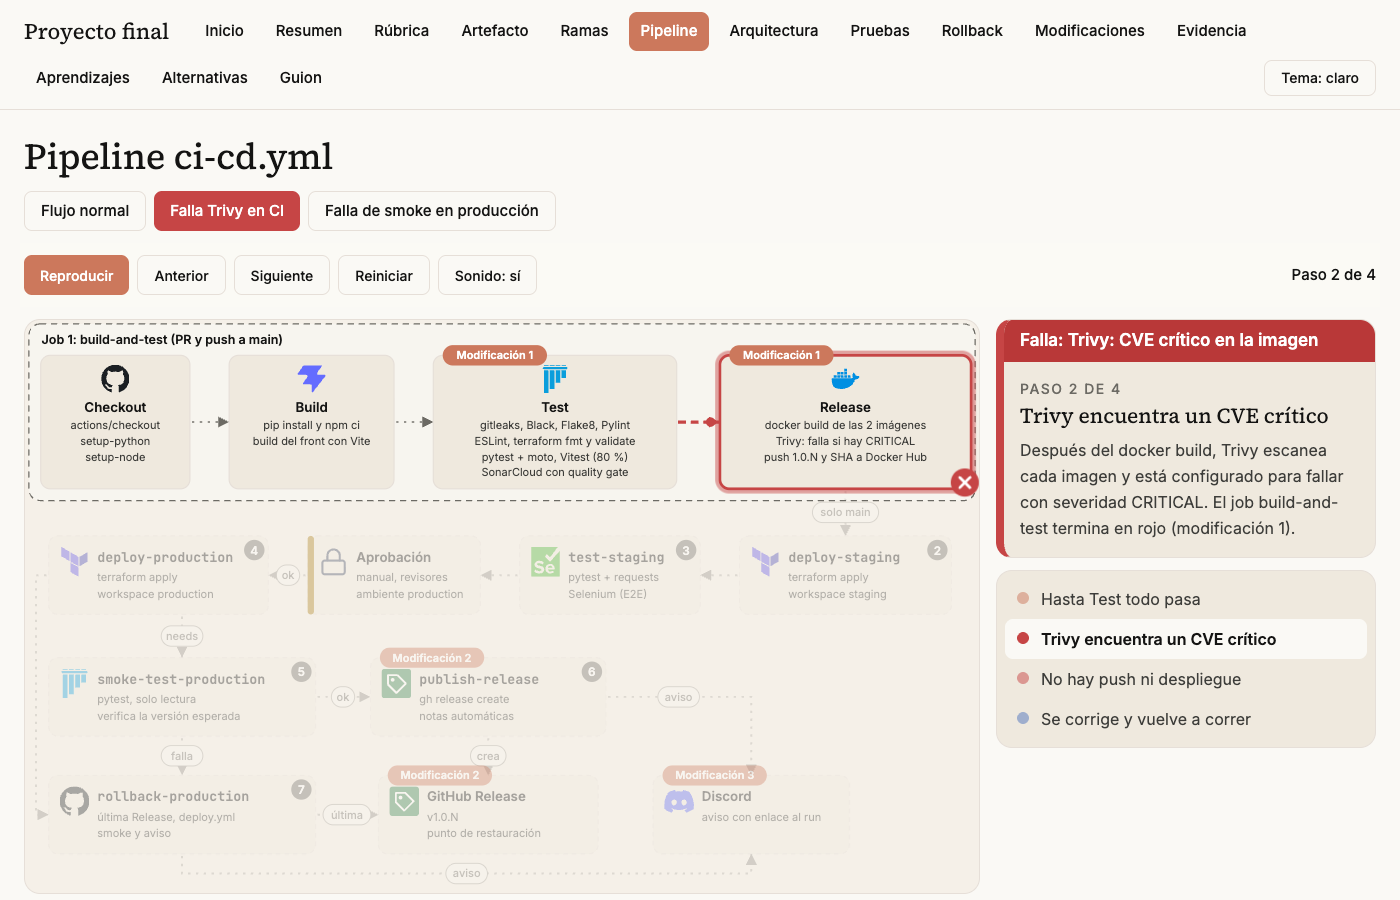 Proyecto final
Inicio
Resumen
Rúbrica
Artefacto
Ramas
Pipeline
Arquitectura
Pruebas
Rollback
Modificaciones
Evidencia
Aprendizajes
Alternativas
Guion
Tema: claro
Pipeline ci-cd.yml
Flujo normal
Falla Trivy en CI
Falla de smoke en producción
Reproducir
Anterior
Siguiente
Reiniciar
Sonido: sí
Paso 2 de 4
Job 1: build-and-test (PR y push a main)
Checkout
actions/checkout
setup-python
setup-node
Build
pip install y npm ci
build del front con Vite
Modificación 1
Test
gitleaks, Black, Flake8, Pylint
ESLint, terraform fmt y validate
pytest + moto, Vitest (80 %)
SonarCloud con quality gate
Modificación 1
Release
docker build de las 2 imágenes
Trivy: falla si hay CRITICAL
push 1.0.N y SHA a Docker Hub
solo main
deploy-production
4
terraform apply
workspace production
ok
Aprobación
manual, revisores
ambiente producción
Se
test-staging
3
pytest + requests
Selenium (E2E)
deploy-staging
2
terraform apply
workspace staging
needs
smoke-test-production
5
pytest, solo lectura
verifica la versión esperada
ok
Modificación 2
publish-release
6
gh release create
notas automáticas
aviso
falla
crea
rollback-production
7
última Release, deploy.yml
smoke y aviso
última
Modificación 2
GitHub Release
v1.0.N
punto de restauración
Modificación 3
Discord
aviso con enlace al run
aviso
Falla: Trivy: CVE crítico en la imagen
PASO 2 DE 4
Trivy encuentra un CVE crítico
Después del docker build, Trivy escanea
cada imagen y está configurado para fallar
con severidad CRITICAL. El job build-and-
test termina en rojo (modificación 1).
Hasta Test todo pasa
Trivy encuentra un CVE crítico
No hay push ni despliegue
Se corrige y vuelve a correr